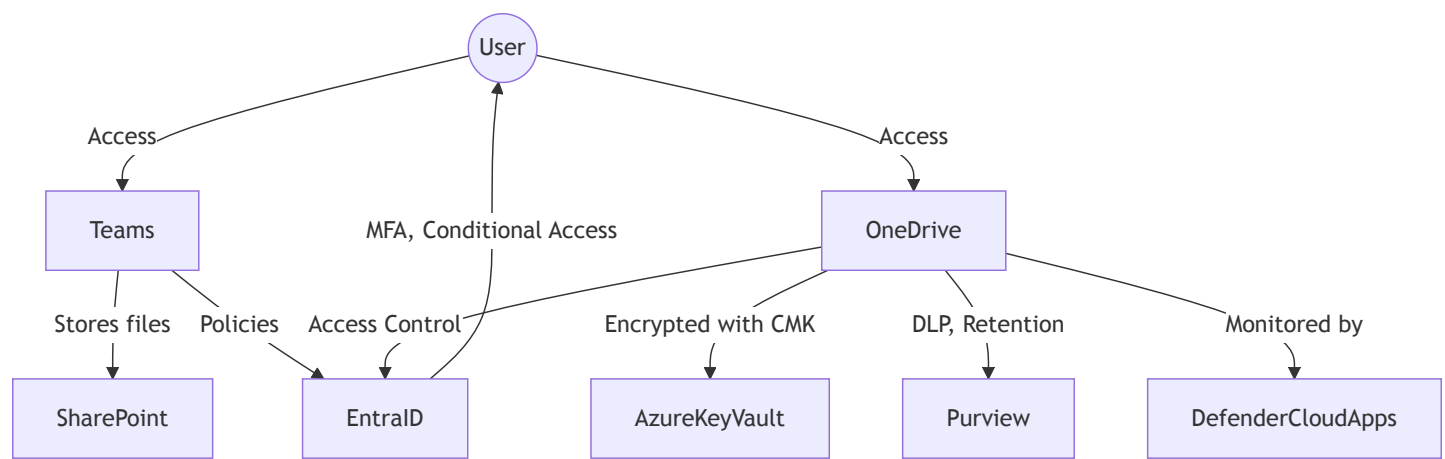 User
Access
Access
Teams
MFA, Conditional Access
OneDrive
Stores files
Policies
Access Control
Encrypted with CMK
DLP, Retention
Monitored by
SharePoint
EntraID
AzureKeyVault
Purview
DefenderCloudApps